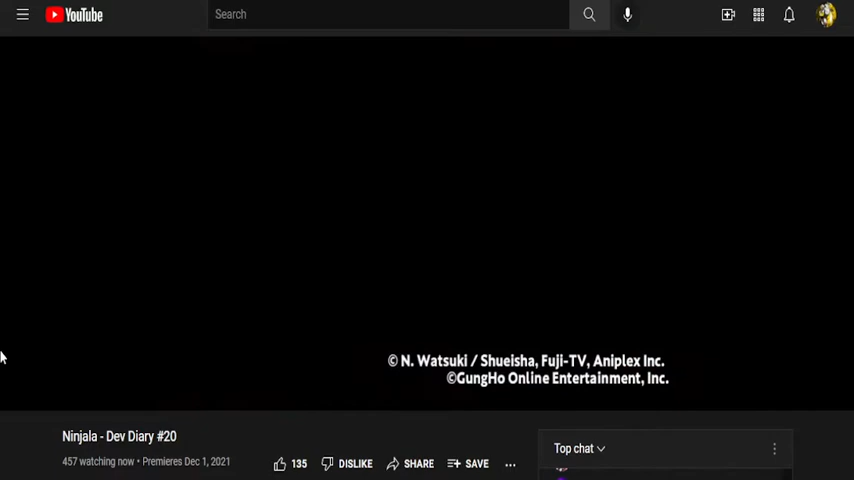 YouTube
Search
© N. Watsuki / Shueisha, Fuji-TV, Aniplex Inc.
©GungHo Online Entertainment, Inc.
Ninjala - Dev Diary #20
457 watching now • Premieres Dec 1, 2021
135 DISLIKE SHARE SAVE ...
Top chat